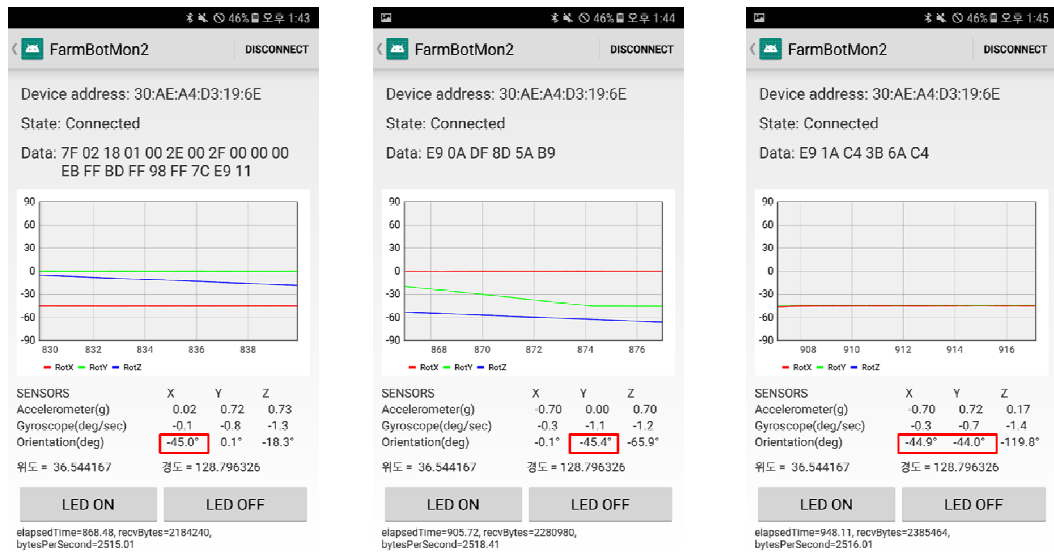 46% 오후 1:43
FarmBotMon2 DISCONNECT
Device address: 30:AE:A4:D3:19:6E
State: Connected
Data: 7F 02 18 01 00 2E 00 2F 00 00 00
EB FF BD FF 98 FF 7C E9 11
90
60
30
0
-30
-60
-90
830 832 834 836 838
RotX RotY RotZ
SENSORS X Y Z
Accelerometer(g) 0.02 0.72 0.73
Gyroscope(deg/sec) -0.1 -0.8 -1.3
Orientation(deg) -45.0° 0.1° -18.3°
위도 = 36.544167 경도 = 128.796326
LED ON LED OFF
elapsedTime=868.48, recvBytes=2184240,
bytesPerSecond=2515.01
46% 오후 1:44
FarmBotMon2 DISCONNECT
Device address: 30:AE:A4:D3:19:6E
State: Connected
Data: E9 0A DF 8D 5A B9
90
60
30
0
-30
-60
-90
868 870 872 874 876
RotX RotY RotZ
SENSORS X Y Z
Accelerometer(g) -0.70 0.00 0.70
Gyroscope(deg/sec) -0.3 -1.1 -1.2
Orientation(deg) -0.1° -45.4° -65.9°
위도 = 36.544167 경도 = 128.796326
LED ON LED OFF
elapsedTime=905.72, recvBytes=2280980,
bytesPerSecond=2518.41
46% 오후 1:45
FarmBotMon2 DISCONNECT
Device address: 30:AE:A4:D3:19:6E
State: Connected
Data: E9 1A C4 3B 6A C4
90
60
30
0
-30
-60
-90
908 910 912 914 916
RotX RotY RotZ
SENSORS X Y Z
Accelerometer(g) -0.70 0.72 0.17
Gyroscope(deg/sec) -0.3 -0.7 -1.4
Orientation(deg) -44.9° -44.0° -119.8°
위도 = 36.544167 경도 = 128.796326
LED ON LED OFF
elapsedTime=948.11, recvBytes=2385464,
bytesPerSecond=2516.01